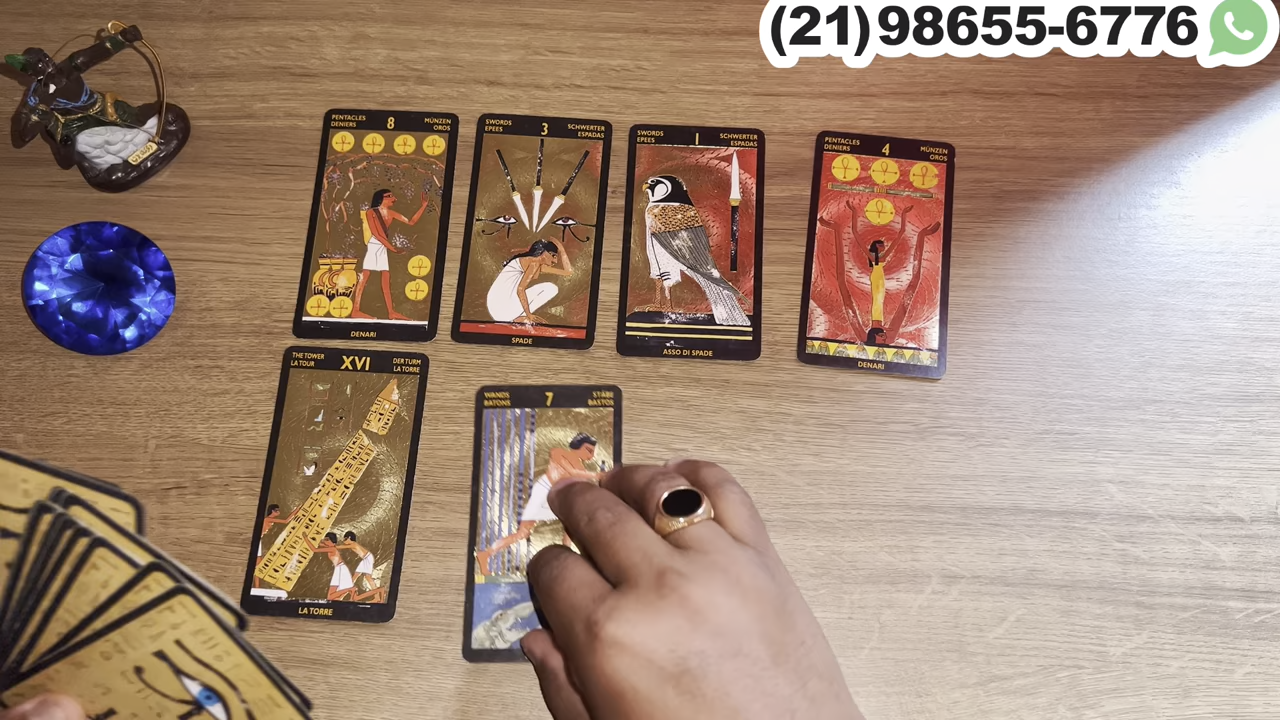 (21)98655-6776
PENTACLES 8 MÜNZEN
DENIERS OROS
DENARI
SWORDS 3 SCHWERTER
EPEES ESPADAS
SPADE
SWORDS I SCHWERTER
EPEES ESPADAS
ASSO DI SPADE
PENTACLES 4 MÜNZEN
DENIERS OROS
DENARI
THE TOWER XVI DER TURM
LA TOUR LA TORRE
LA TORRE
WANDS 7 STÄBE
BATONS BASTOS